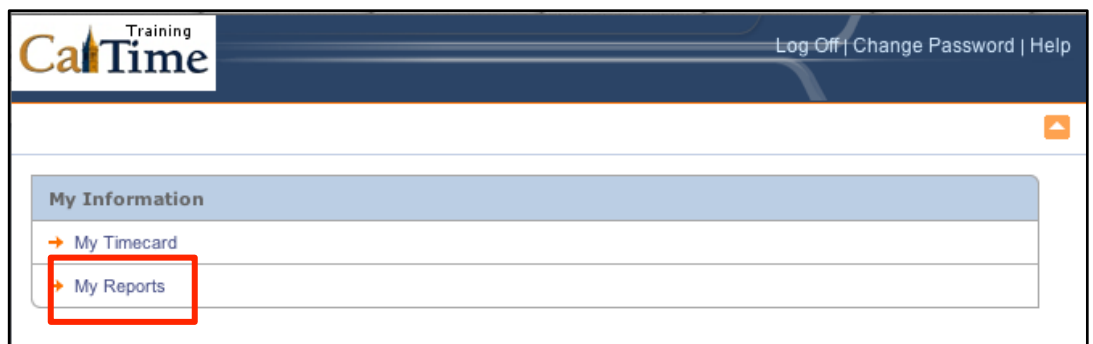 Training
CalTime
Log Off | Change Password | Help
My Information
My Timecard
My Reports